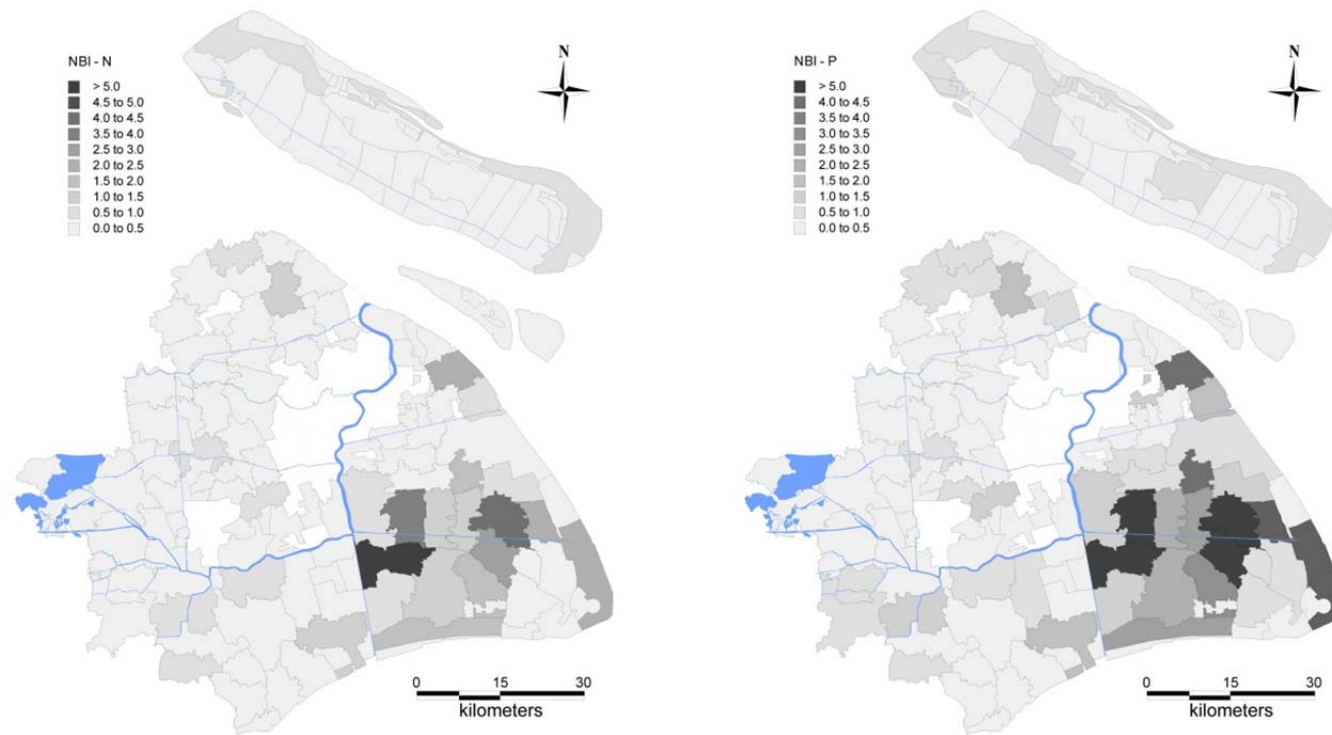 NBI - N
> 5.0
4.5 to 5.0
4.0 to 4.5
3.5 to 4.0
2.5 to 3.0
2.0 to 2.5
1.5 to 2.0
1.0 to 1.5
0.5 to 1.0
0.0 to 0.5
N
0 15 30
kilometers
NBI - P
> 5.0
4.0 to 4.5
3.5 to 4.0
3.0 to 3.5
2.5 to 3.0
2.0 to 2.5
1.5 to 2.0
1.0 to 1.5
0.5 to 1.0
0.0 to 0.5
N
0 15 30
kilometers